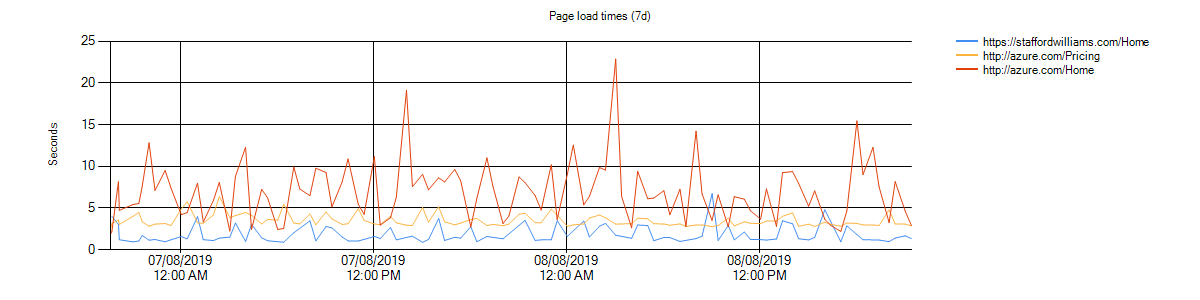 Page load times (7d)
https://staffordwilliams.com/Home
http://azure.com/Pricing
http://azure.com/Home
Seconds
25
20
15
10
5
0
07/08/2019
12:00 AM
07/08/2019
12:00 PM
08/08/2019
12:00 AM
08/08/2019
12:00 PM